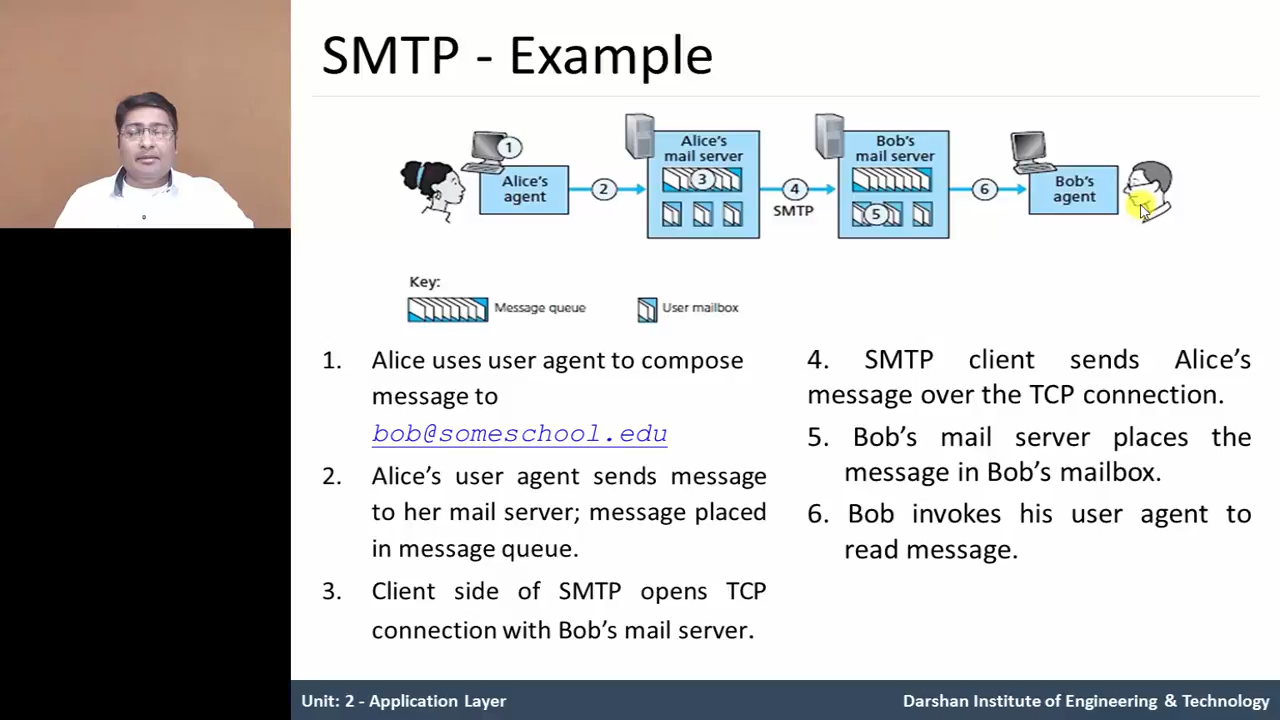 SMTP - Example
1
Alice's
agent
2
Alice's
mail server
3
4
SMTP
Bob's
mail server
5
6
Bob's
agent
Key:
Message queue
User mailbox
1. Alice uses user agent to compose
message to
bob@someschool.edu
2. Alice’s user agent sends message
to her mail server; message placed
in message queue.
3. Client side of SMTP opens TCP
connection with Bob’s mail server.
4. SMTP client sends Alice’s
message over the TCP connection.
5. Bob’s mail server places the
message in Bob’s mailbox.
6. Bob invokes his user agent to
read message.
Unit: 2 - Application Layer
Darshan Institute of Engineering & Technology